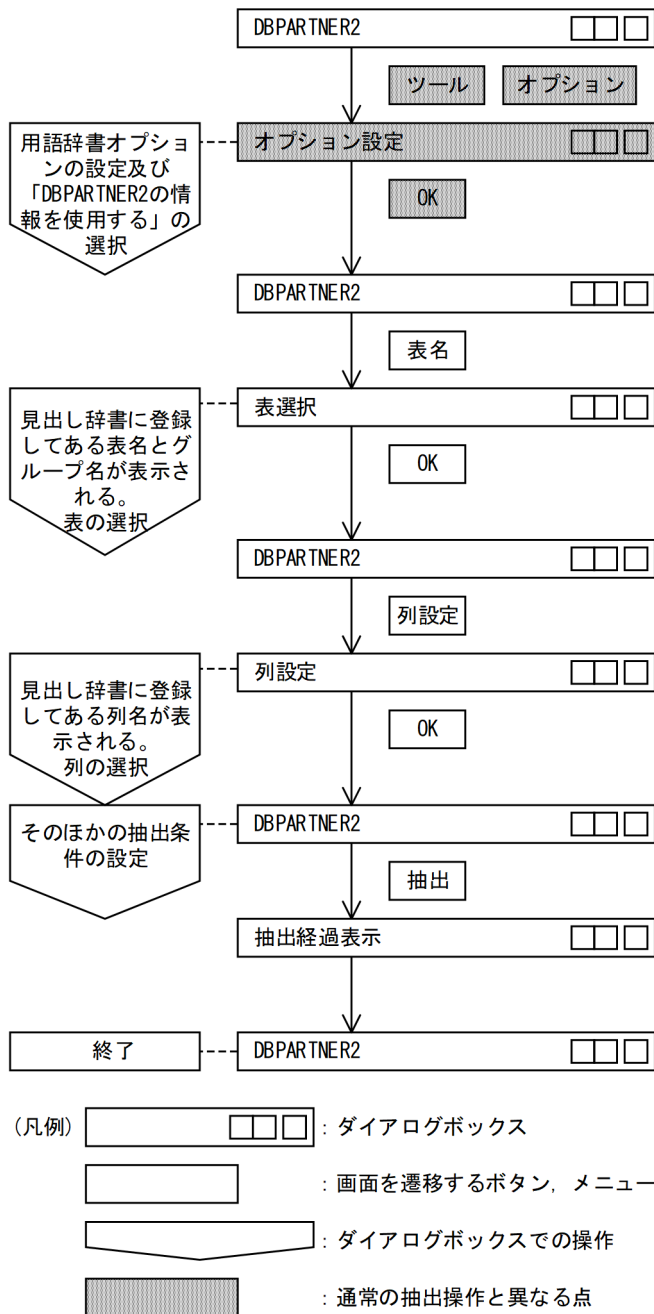 DBPARTNER2
ツール
オプション
用語辞書オプショ
ンの設定及び
「DBPARTNER2の情
報を使用する」の
選択
オプション設定
OK
DBPARTNER2
表名
見出し辞書に登録
してある表名とグ
ループ名が表示さ
れる。
表の選択
表選択
OK
DBPARTNER2
列設定
見出し辞書に登録
してある列名が表
示される。
列の選択
列設定
OK
そのほかの抽出条
件の設定
DBPARTNER2
抽出
抽出経過表示
終了
DBPARTNER2
(凡例)
：ダイアログボックス
：画面を遷移するボタン，メニュー
：ダイアログボックスでの操作
：通常の抽出操作と異なる点